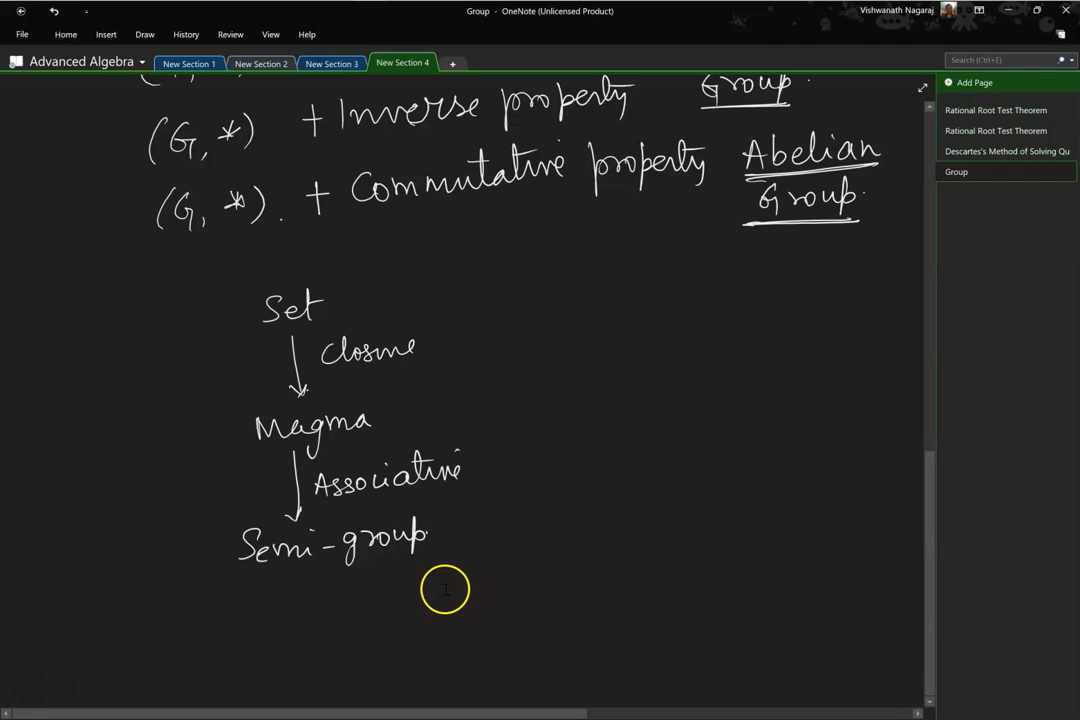 Group - OneNote (Unlicensed Product)
Vishwanath Nagaraj
File Home Insert Draw History Review View Help
Advanced Algebra New Section 1 New Section 2 New Section 3 New Section 4 +
Search (Ctrl+E)
Add Page
Rational Root Test Theorem
Rational Root Test Theorem
Descartes's Method of Solving Qu
Group
(G, *) + Inverse property Group.
(G, *). + Commutative property Abelian
Group.
Set
Closure
Magma
Associative
Semi-group.